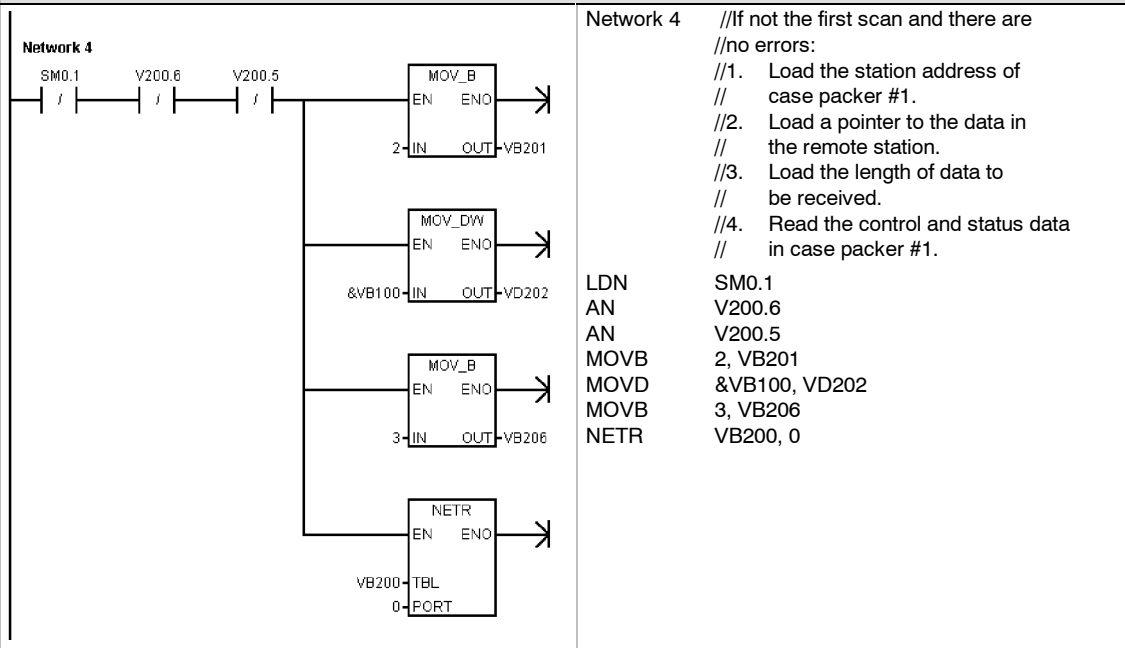 Network 4
SM0.1 V200.6 V200.5
/ / /
MOV_B
EN ENO
2 IN OUT VB201
MOV_DW
EN ENO
&VB100 IN OUT VD202
MOV_B
EN ENO
3 IN OUT VB206
NETR
EN ENO
VB200 TBL
0 PORT
Network 4 //If not the first scan and there are
//no errors:
//1. Load the station address of
// case packer #1.
//2. Load a pointer to the data in
// the remote station.
//3. Load the length of data to
// be received.
//4. Read the control and status data
// in case packer #1.
LDN SM0.1
AN V200.6
AN V200.5
MOVB 2, VB201
MOVD &VB100, VD202
MOVB 3, VB206
NETR VB200, 0